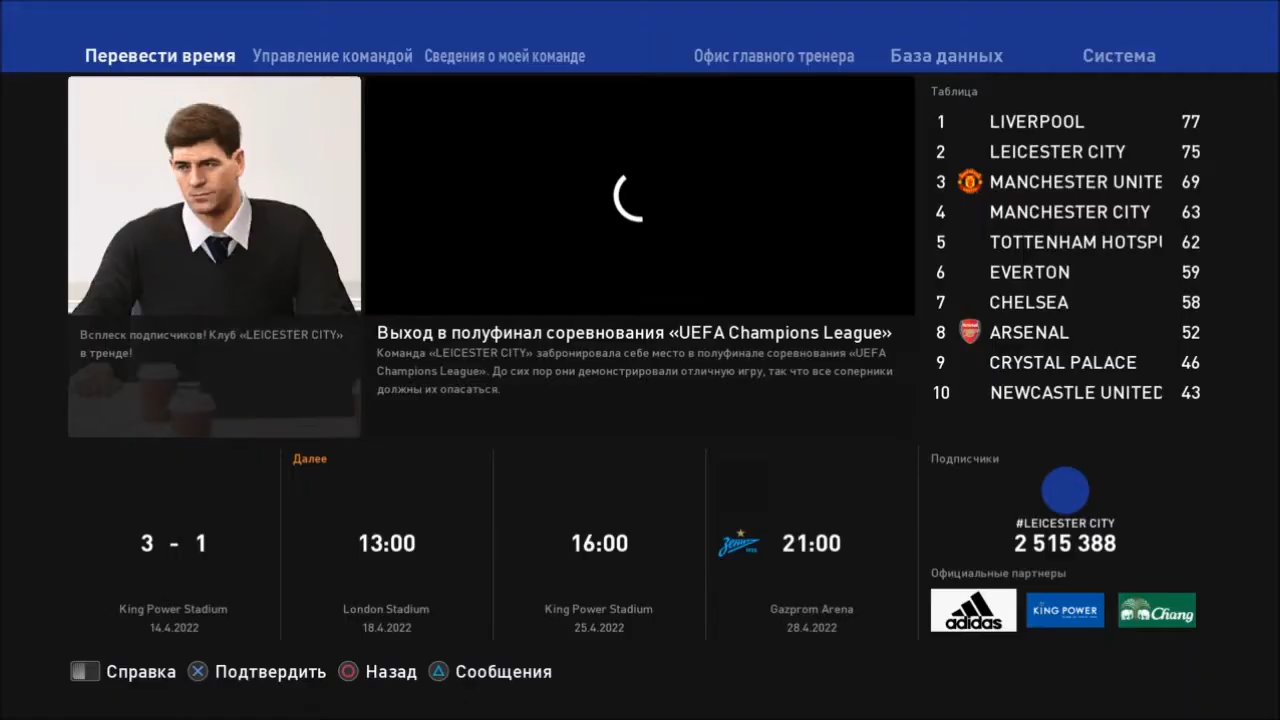 Перевести время
Управление командой
Сведения о моей команде
Офис главного тренера
База данных
Система
Всплеск подписчиков! Клуб «LEICESTER CITY»
в тренде!
Выход в полуфинал соревнования «UEFA Champions League»
Команда «LEICESTER CITY» забронировала себе место в полуфинале соревнования «UEFA
Champions League». До сих пор они демонстрировали отличную игру, так что все соперники
должны их опасаться.
Таблица
1 LIVERPOOL 77
2 LEICESTER CITY 75
3 MANCHESTER UNITE 69
4 MANCHESTER CITY 63
5 TOTTENHAM HOTSPU 62
6 EVERTON 59
7 CHELSEA 58
8 ARSENAL 52
9 CRYSTAL PALACE 46
10 NEWCASTLE UNITED 43
3 - 1
King Power Stadium
14.4.2022
Далее
13:00
London Stadium
18.4.2022
16:00
King Power Stadium
25.4.2022
Зенит
21:00
Gazprom Arena
28.4.2022
Подписчики
#LEICESTER CITY
2 515 388
Официальные партнеры
adidas
KING POWER
Chang
Справка
Подтвердить
Назад
Сообщения